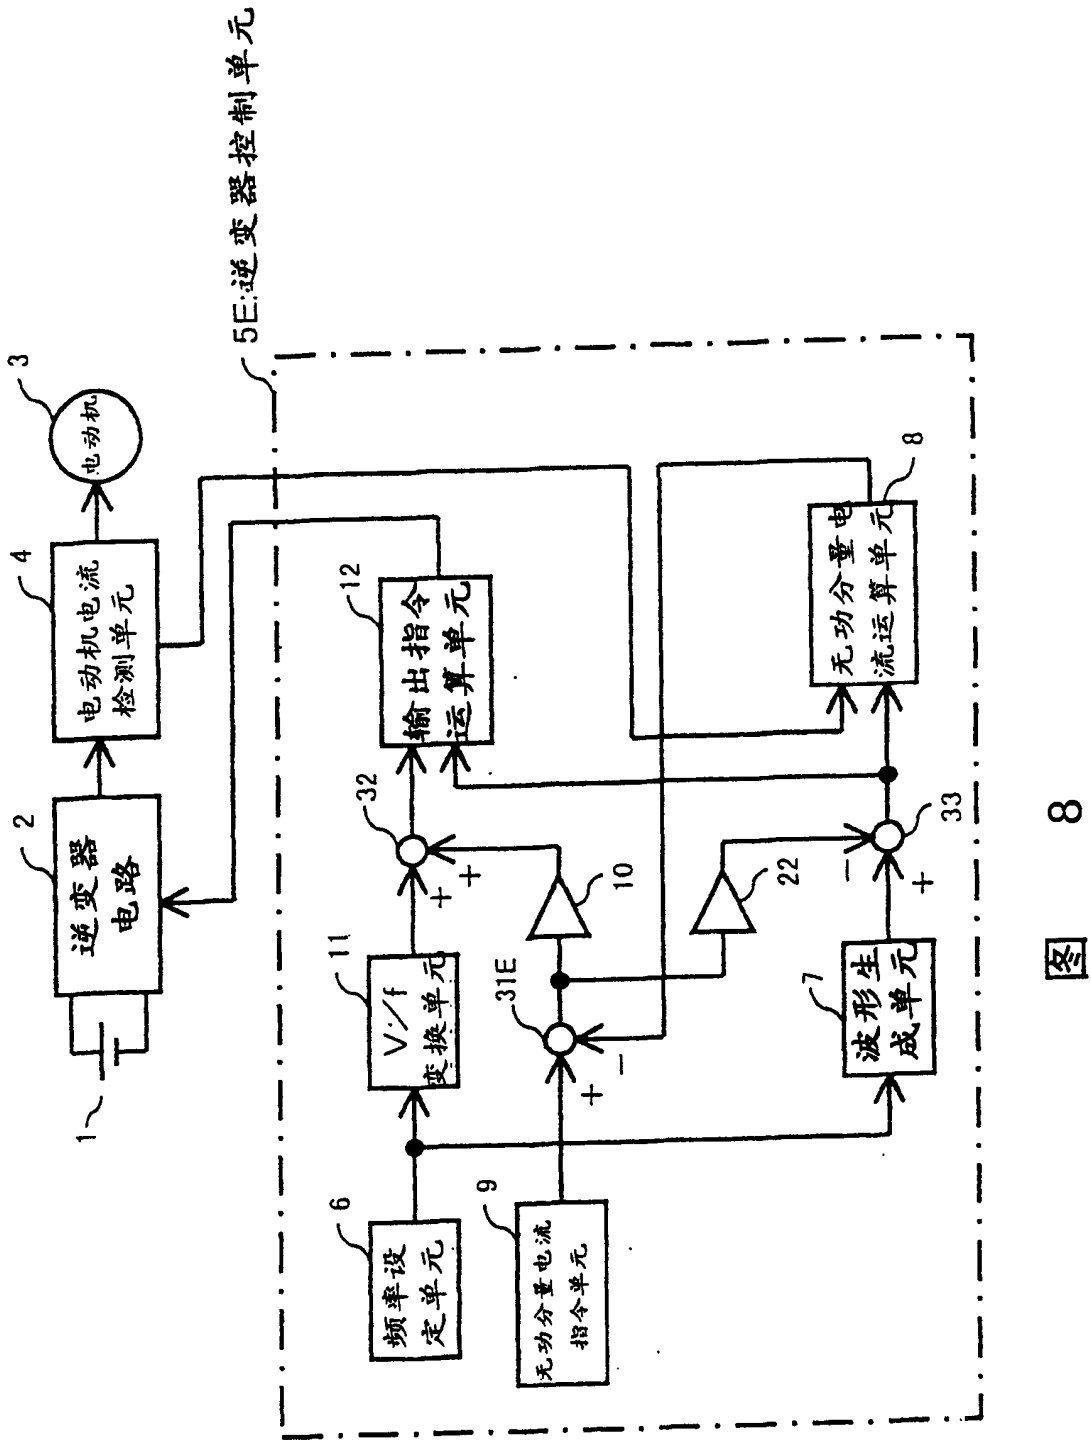 5E:逆变器控制单元
1
2
逆变器
电路
4
电动机电流
检测单元
3
电动机
6
频率设
定单元
11
V/f
变换单元
32
+
+
12
输出指令
运算单元
9
无功分量电流
指令单元
31E
+
−
10
22
7
波形生
成单元
33
+
−
8
无功分量电
流运算单元
图 8